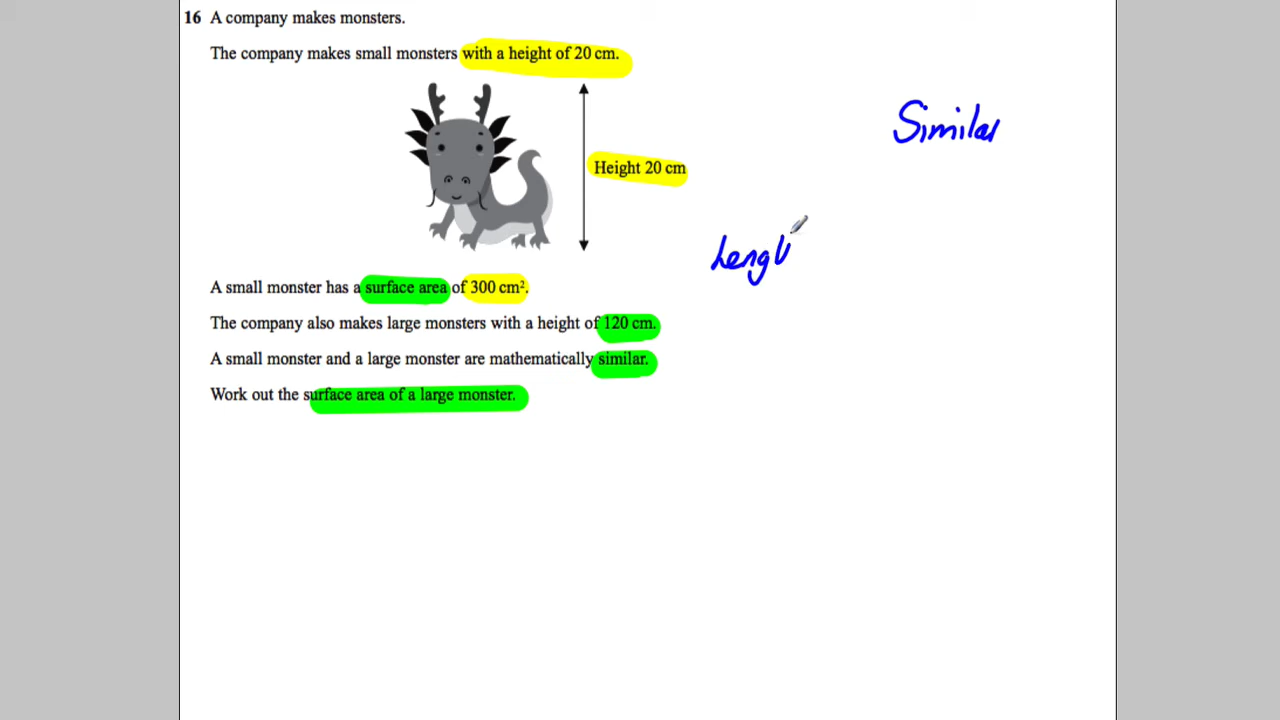 16 A company makes monsters.
The company makes small monsters with a height of 20 cm.
Similar
Height 20 cm
A small monster has a surface area of 300 cm².
The company also makes large monsters with a height of 120 cm.
A small monster and a large monster are mathematically similar.
Work out the surface area of a large monster.